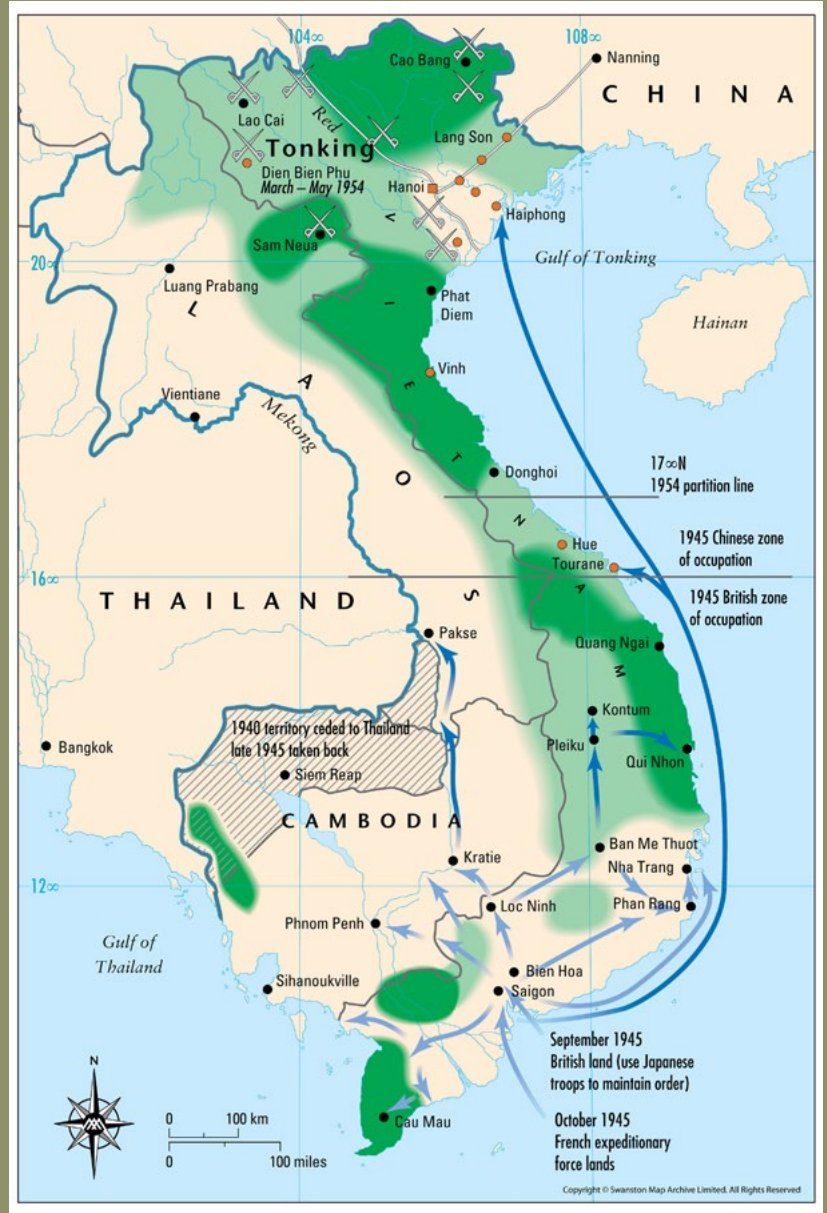 104∞
108∞
Cao Bang
Nanning
CHINA
Lao Cai
Red
Lang Son
Tonking
Dien Bien Phu
March – May 1954
Hanoi
Haiphong
Sam Neua
20∞
Gulf of Tonking
Luang Prabang
Phat
Diem
Hainan
LAOS
VIETNAM
Vinh
Vientiane
Mekong
Donghoi
17∞N
1954 partition line
Hue
Tourane
1945 Chinese zone
of occupation
16∞
1945 British zone
of occupation
THAILAND
Pakse
Quang Ngai
Kontum
1940 territory ceded to Thailand
late 1945 taken back
Bangkok
Pleiku
Qui Nhon
Siem Reap
CAMBODIA
Ban Me Thuot
Kratie
Nha Trang
12∞
Loc Ninh
Phan Rang
Phnom Penh
Gulf of
Thailand
Bien Hoa
Sihanoukville
Saigon
September 1945
British land (use Japanese
troops to maintain order)
N
0 100 km
0 100 miles
Cau Mau
October 1945
French expeditionary
force lands
Copyright © Swanston Map Archive Limited. All Rights Reserved